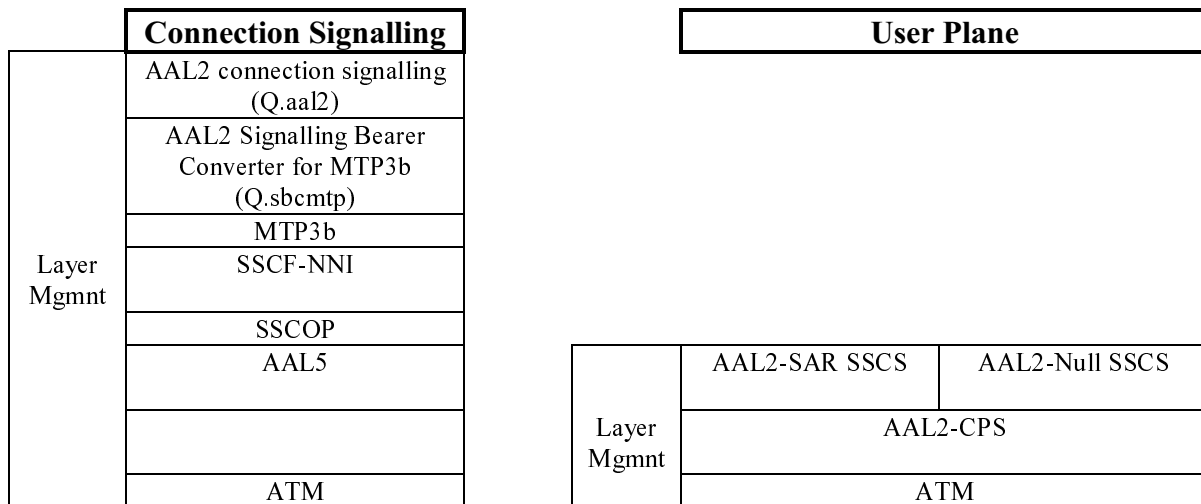 Connection Signalling
User Plane
AAL2 connection signalling
(Q.aal2)
AAL2 Signalling Bearer
Converter for MTP3b
(Q.sbcmtp)
MTP3b
Layer
Mgmnt
SSCF-NNI
SSCOP
AAL5
ATM
AAL2-SAR SSCS
AAL2-Null SSCS
Layer
Mgmnt
AAL2-CPS
ATM